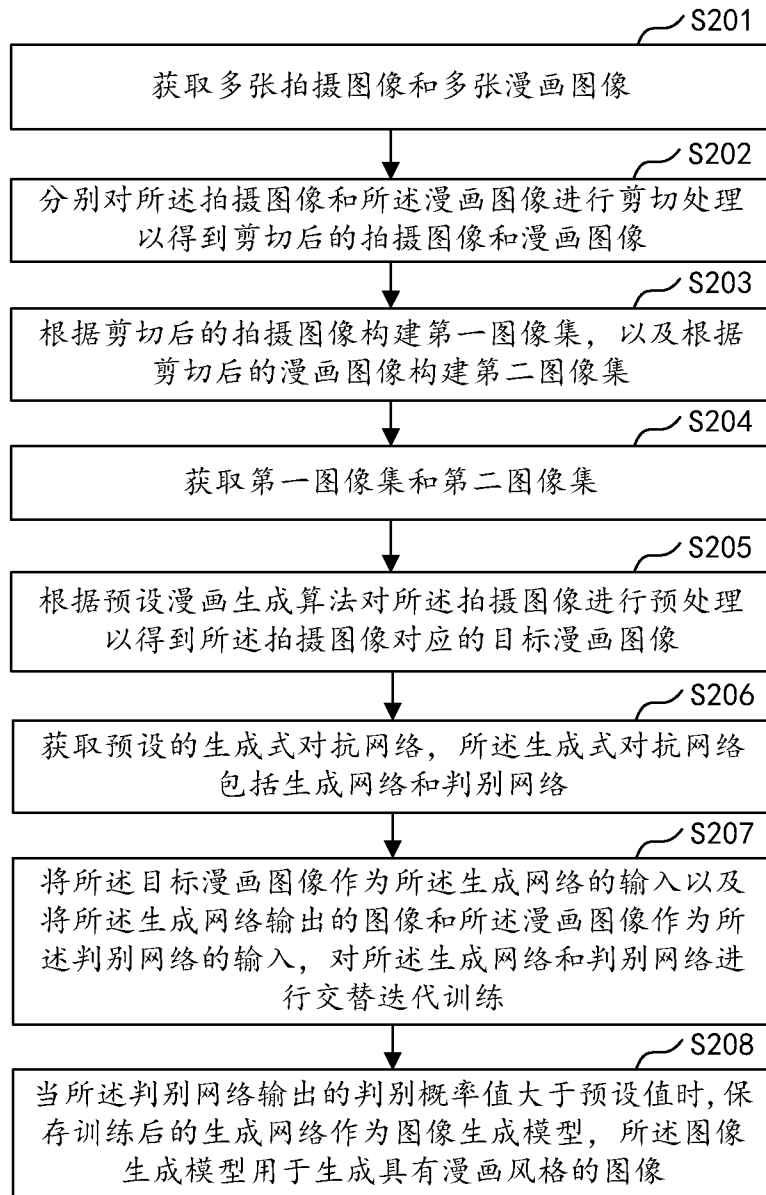 S201
获取多张拍摄图像和多张漫画图像
S202
分别对所述拍摄图像和所述漫画图像进行剪切处理
以得到剪切后的拍摄图像和漫画图像
S203
根据剪切后的拍摄图像构建第一图像集，以及根据
剪切后的漫画图像构建第二图像集
S204
获取第一图像集和第二图像集
S205
根据预设漫画生成算法对所述拍摄图像进行预处理
以得到所述拍摄图像对应的目标漫画图像
S206
获取预设的生成式对抗网络，所述生成式对抗网络
包括生成网络和判别网络
S207
将所述目标漫画图像作为所述生成网络的输入以及
将所述生成网络输出的图像和所述漫画图像作为所
述判别网络的输入，对所述生成网络和判别网络进
行交替迭代训练
S208
当所述判别网络输出的判别概率值大于预设值时,保
存训练后的生成网络作为图像生成模型，所述图像
生成模型用于生成具有漫画风格的图像